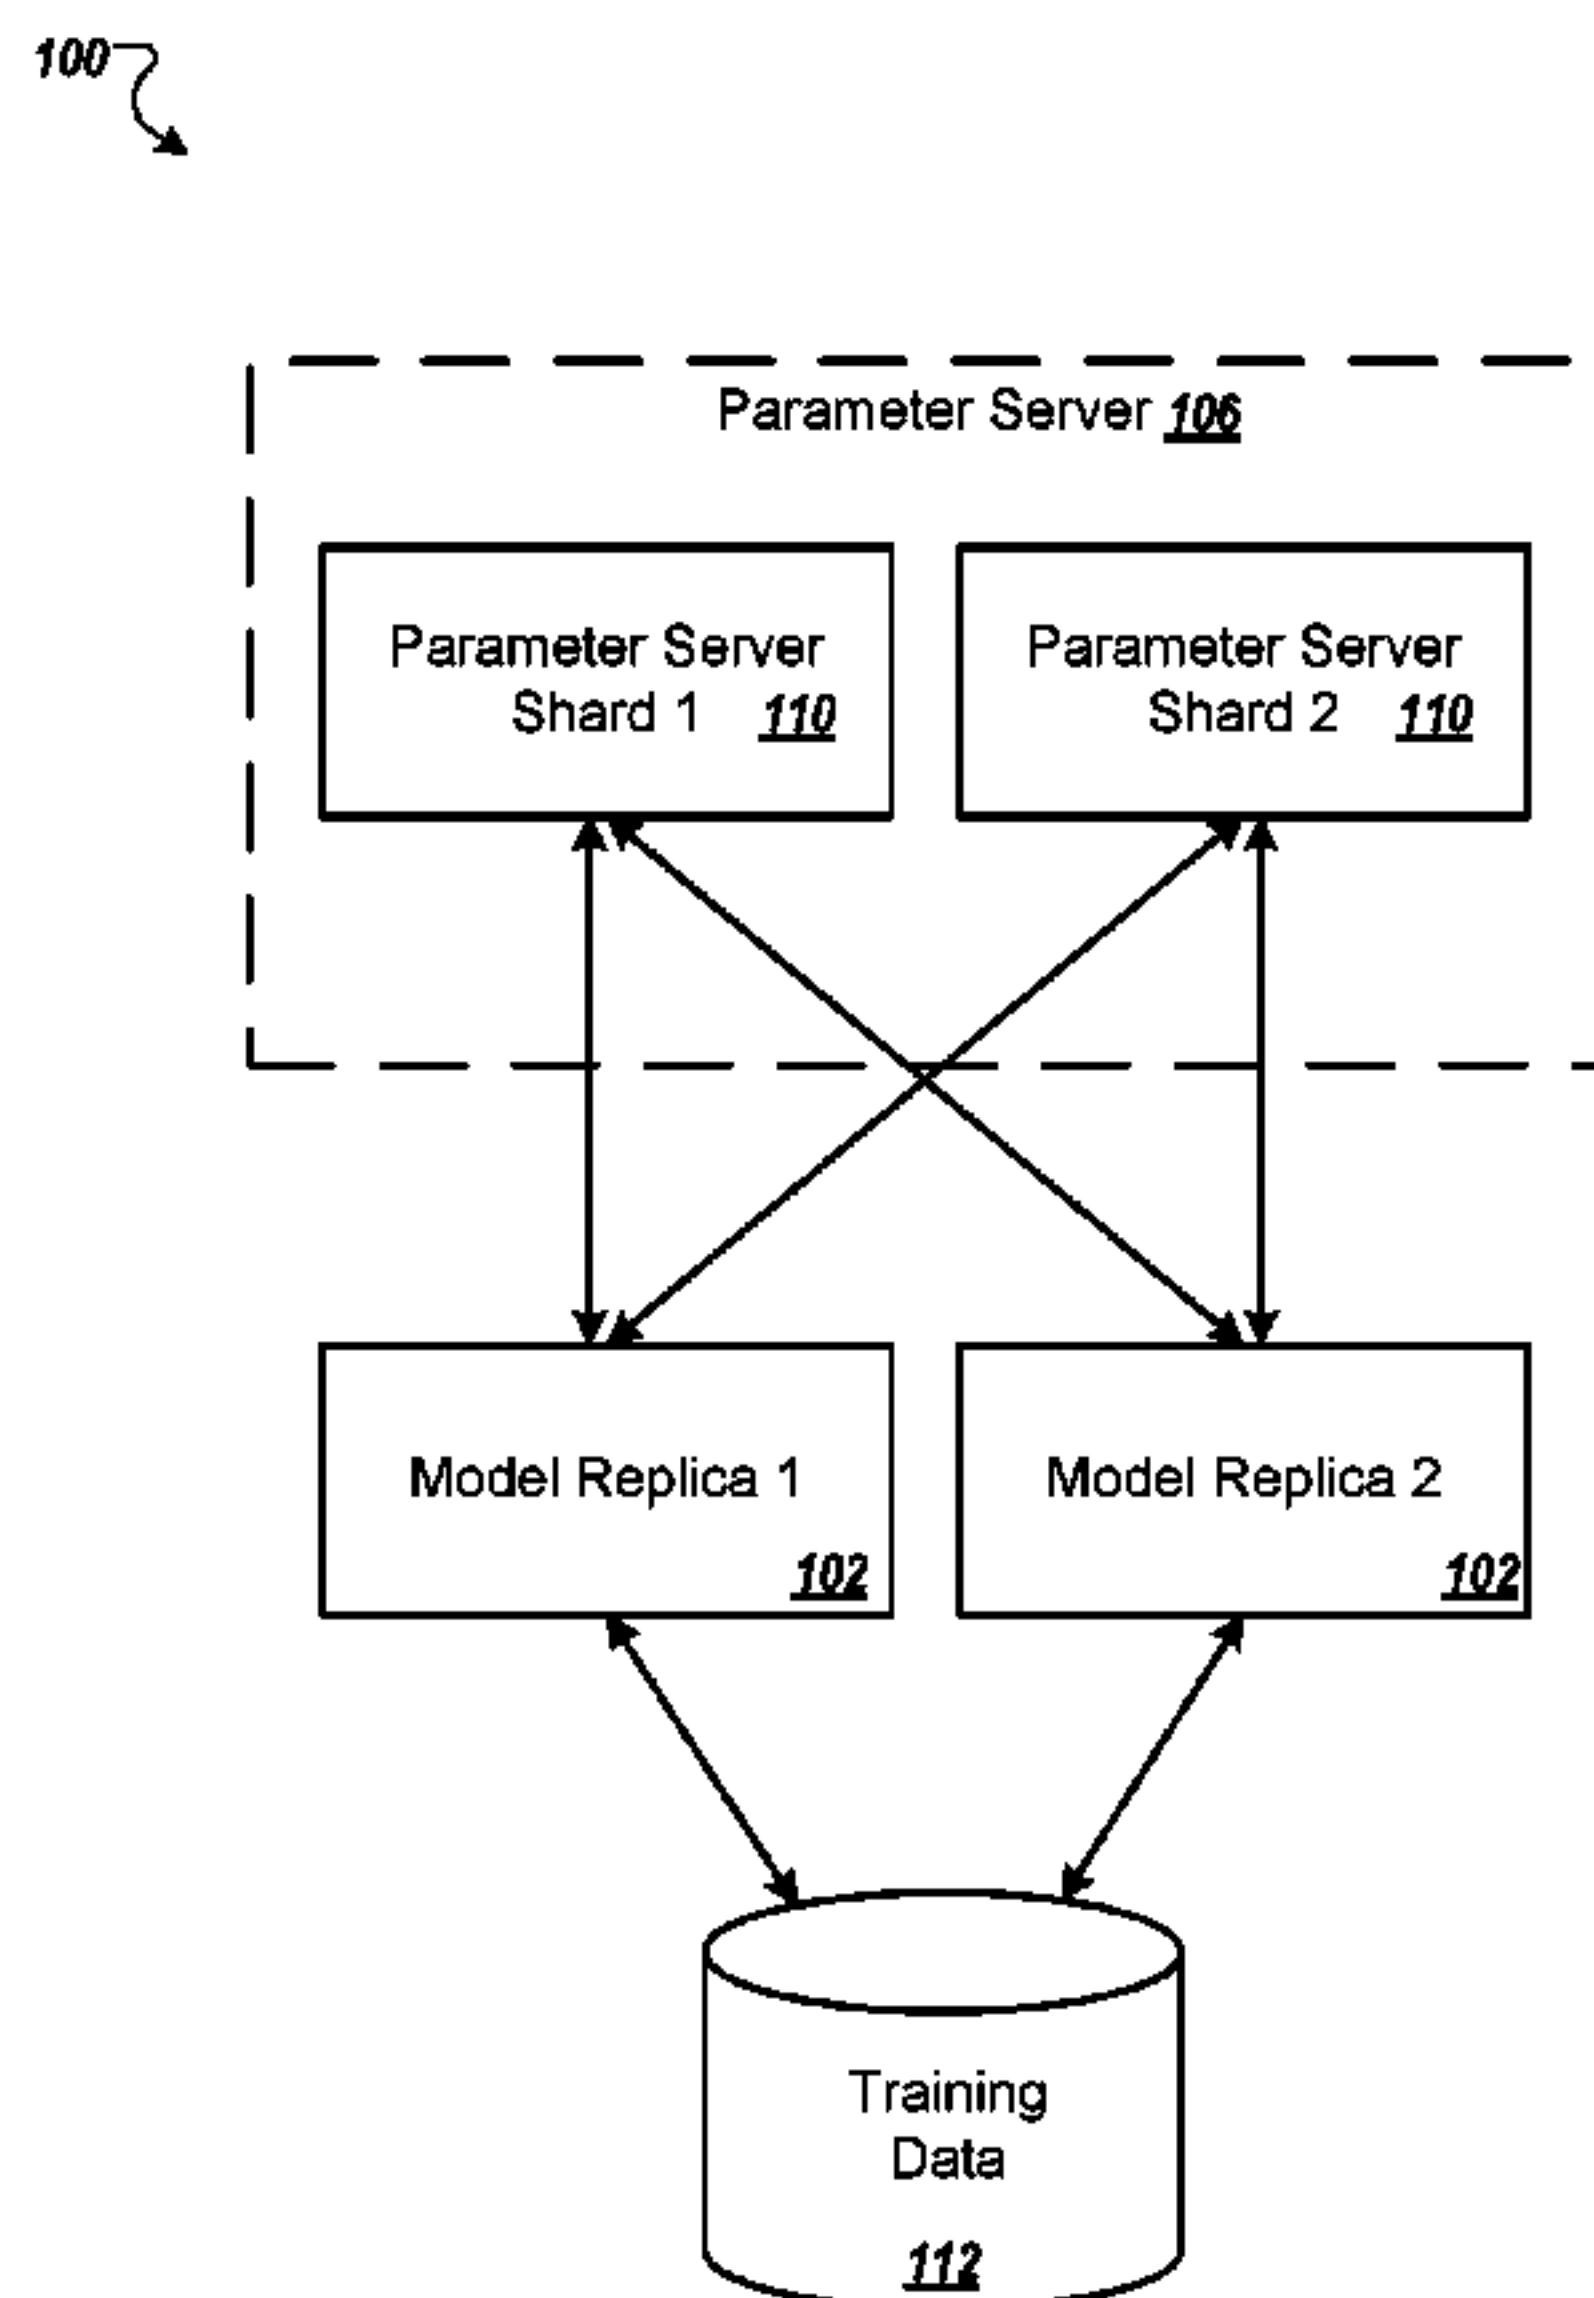 100
Parameter Server 106
Parameter Server
Shard 1 110
Parameter Server
Shard 2 110
Model Replica 1
102
Model Replica 2
102
Training
Data
112